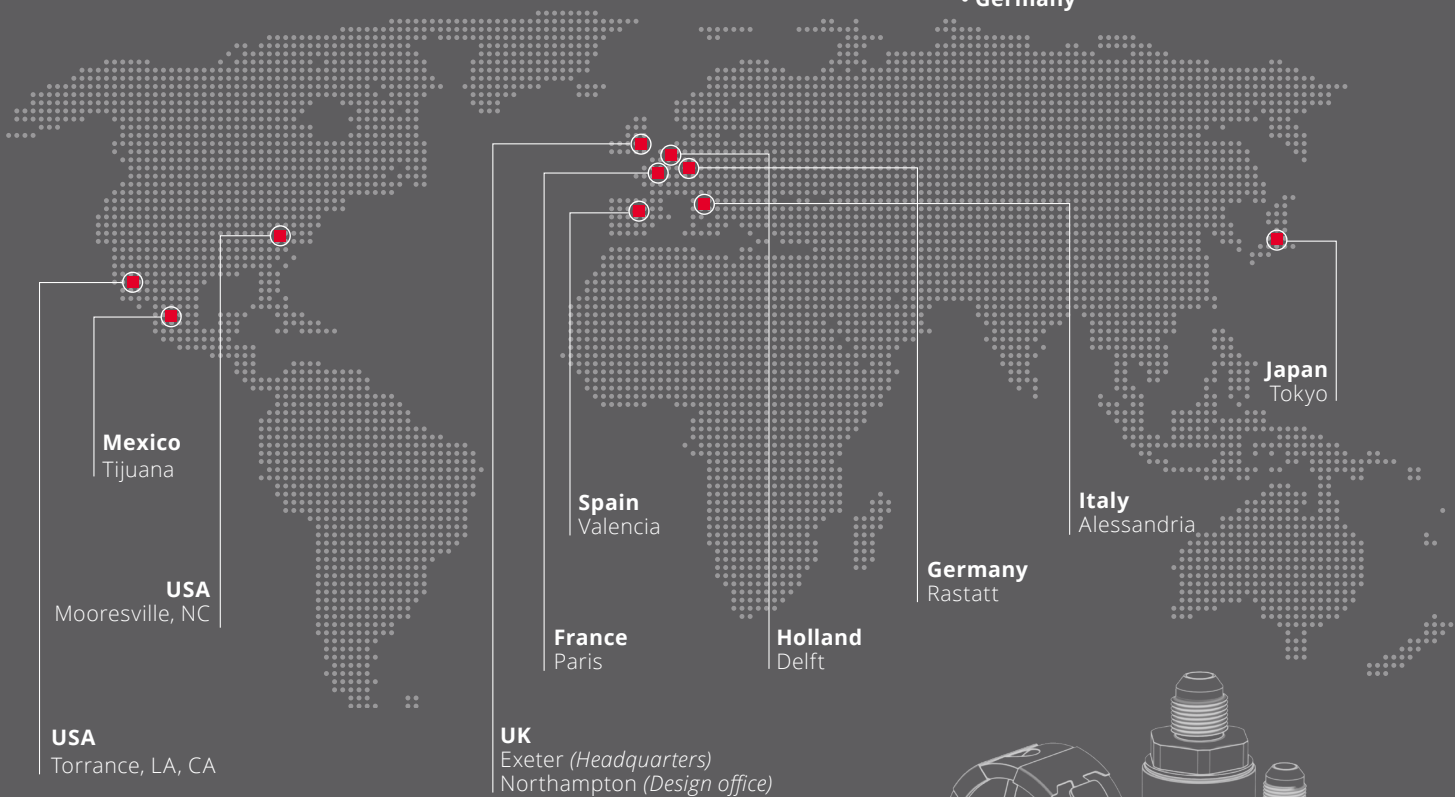 • Germany
Japan
Tokyo
Mexico
Tijuana
Spain
Valencia
Italy
Alessandria
Germany
Rastatt
USA
Mooresville, NC
France
Paris
Holland
Delft
USA
Torrance, LA, CA
UK
Exeter (Headquarters)
Northampton (Design office)